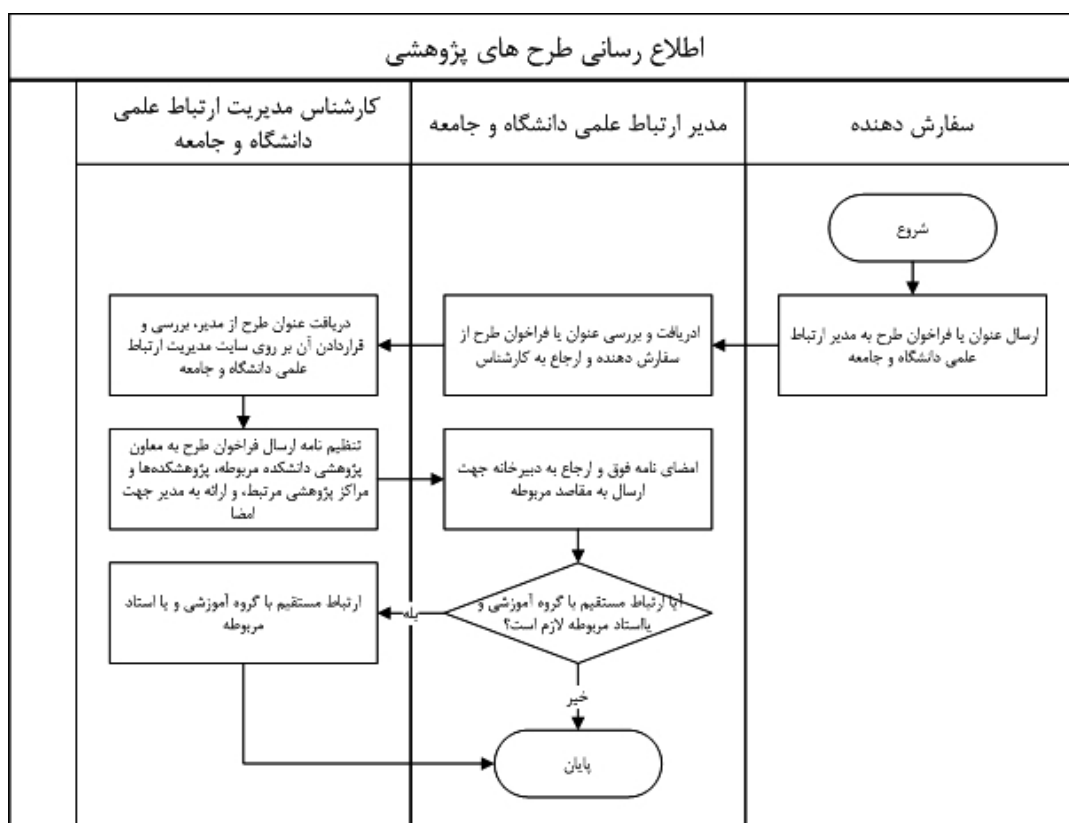 اطلاع رسانی طرح های پژوهشی
سفارش دهنده
مدیر ارتباط علمی دانشگاه و جامعه
کارشناس مدیریت ارتباط علمی
دانشگاه و جامعه
شروع
ارسال عنوان یا فراخوان طرح به مدیر ارتباط
علمی دانشگاه و جامعه
ادریافت و بررسی عنوان یا فراخوان طرح از
سفارش دهنده و ارجاع به کارشناس
دریافت عنوان طرح از مدیر، بررسی و
قراردادن آن بر روی سایت مدیریت ارتباط
علمی دانشگاه و جامعه
تنظیم نامه ارسال فراخوان طرح به معاون
پژوهشی دانشکده مربوطه، پژوهشکده‌ها و
مراکز پژوهشی مرتبط، و ارائه به مدیر جهت
امضا
امضای نامه فوق و ارجاع به دبیرخانه جهت
ارسال به مقاصد مربوطه
آیا ارتباط مستقیم با گروه آموزشی و
یااستاد مربوطه لازم است؟
بله
ارتباط مستقیم با گروه آموزشی و یا استاد
مربوطه
خیر
پایان